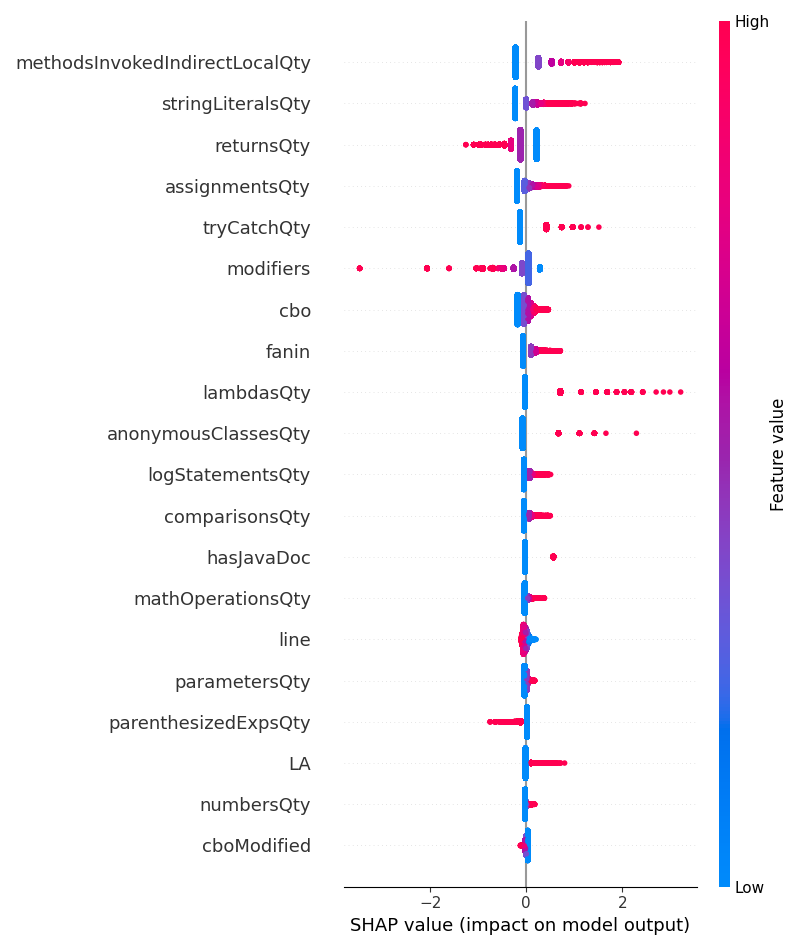 High
methodsInvokedIndirectLocalQty
stringLiteralsQty
returnsQty
assignmentsQty
tryCatchQty
modifiers
cbo
fanin
lambdasQty
anonymousClassesQty
logStatementsQty
comparisonsQty
hasJavaDoc
mathOperationsQty
line
parametersQty
parenthesizedExpsQty
LA
numbersQty
cboModified
Feature value
Low
−2 0 2
SHAP value (impact on model output)